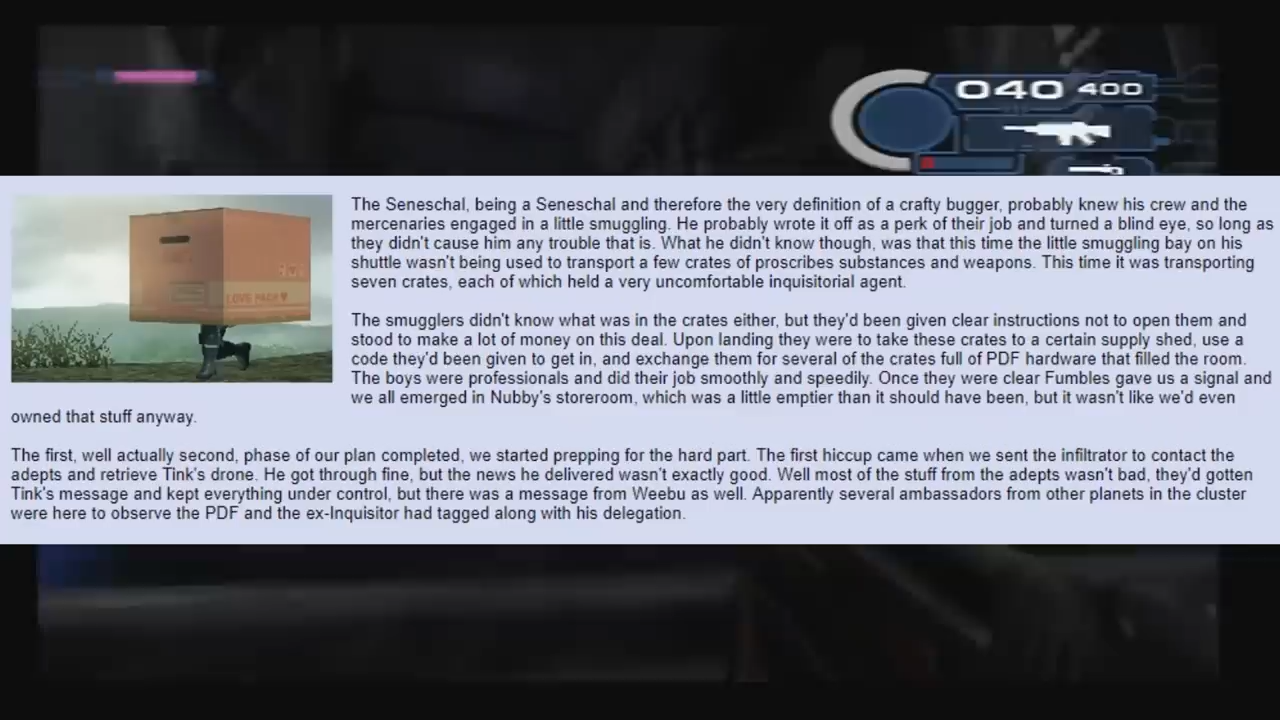 040 400
The Seneschal, being a Seneschal and therefore the very definition of a crafty bugger, probably knew his crew and the
mercenaries engaged in a little smuggling. He probably wrote it off as a perk of their job and turned a blind eye, so long as
they didn't cause him any trouble that is. What he didn't know though, was that this time the little smuggling bay on his
shuttle wasn't being used to transport a few crates of proscribes substances and weapons. This time it was transporting
seven crates, each of which held a very uncomfortable inquisitorial agent.
LOVE PACK
The smugglers didn't know what was in the crates either, but they'd been given clear instructions not to open them and
stood to make a lot of money on this deal. Upon landing they were to take these crates to a certain supply shed, use a
code they'd been given to get in, and exchange them for several of the crates full of PDF hardware that filled the room.
The boys were professionals and did their job smoothly and speedily. Once they were clear Fumbles gave us a signal and
we all emerged in Nubby's storeroom, which was a little emptier than it should have been, but it wasn't like we'd even
owned that stuff anyway.
The first, well actually second, phase of our plan completed, we started prepping for the hard part. The first hiccup came when we sent the infiltrator to contact the
adepts and retrieve Tink's drone. He got through fine, but the news he delivered wasn't exactly good. Well most of the stuff from the adepts wasn't bad, they'd gotten
Tink's message and kept everything under control, but there was a message from Weebu as well. Apparently several ambassadors from other planets in the cluster
were here to observe the PDF and the ex-Inquisitor had tagged along with his delegation.